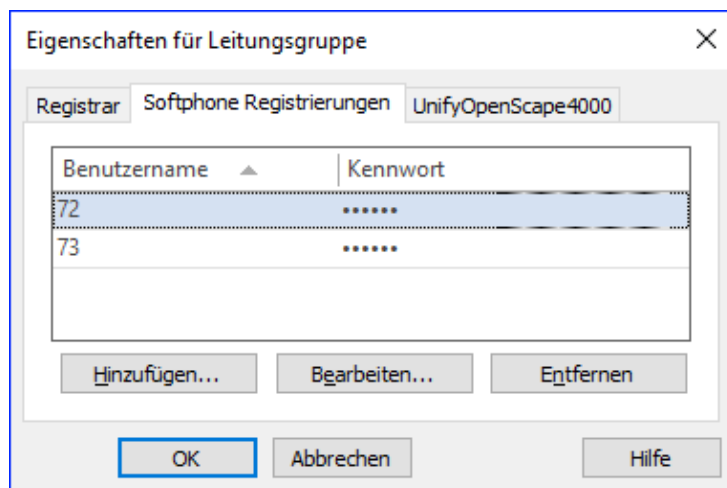 Eigenschaften für Leitungsgruppe
Registrar Softphone Registrierungen UnifyOpenScape4000
Benutzername Kennwort
72 ••••••
73 ••••••
Hinzufügen... Bearbeiten... Entfernen
OK Abbrechen Hilfe